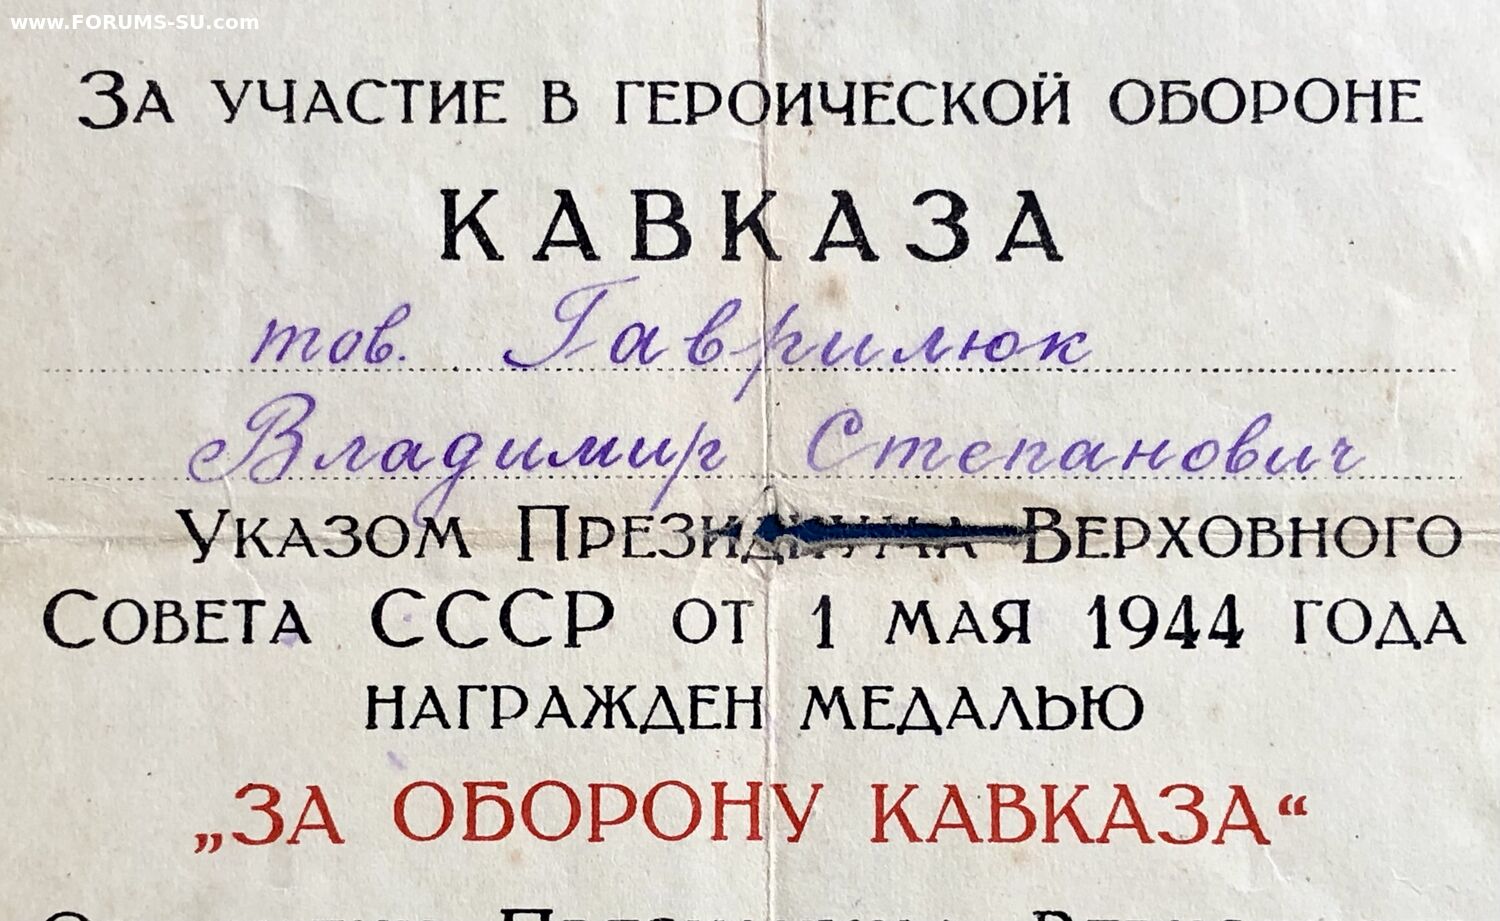 www.FORUMS-SU.com
За участие в героической обороне
КАВКАЗА
тов. Гаврилюк
Владимир Степанович
Указом Президиума Верховного
Совета СССР от 1 мая 1944 года
награжден медалью
„ЗА ОБОРОНУ КАВКАЗА“